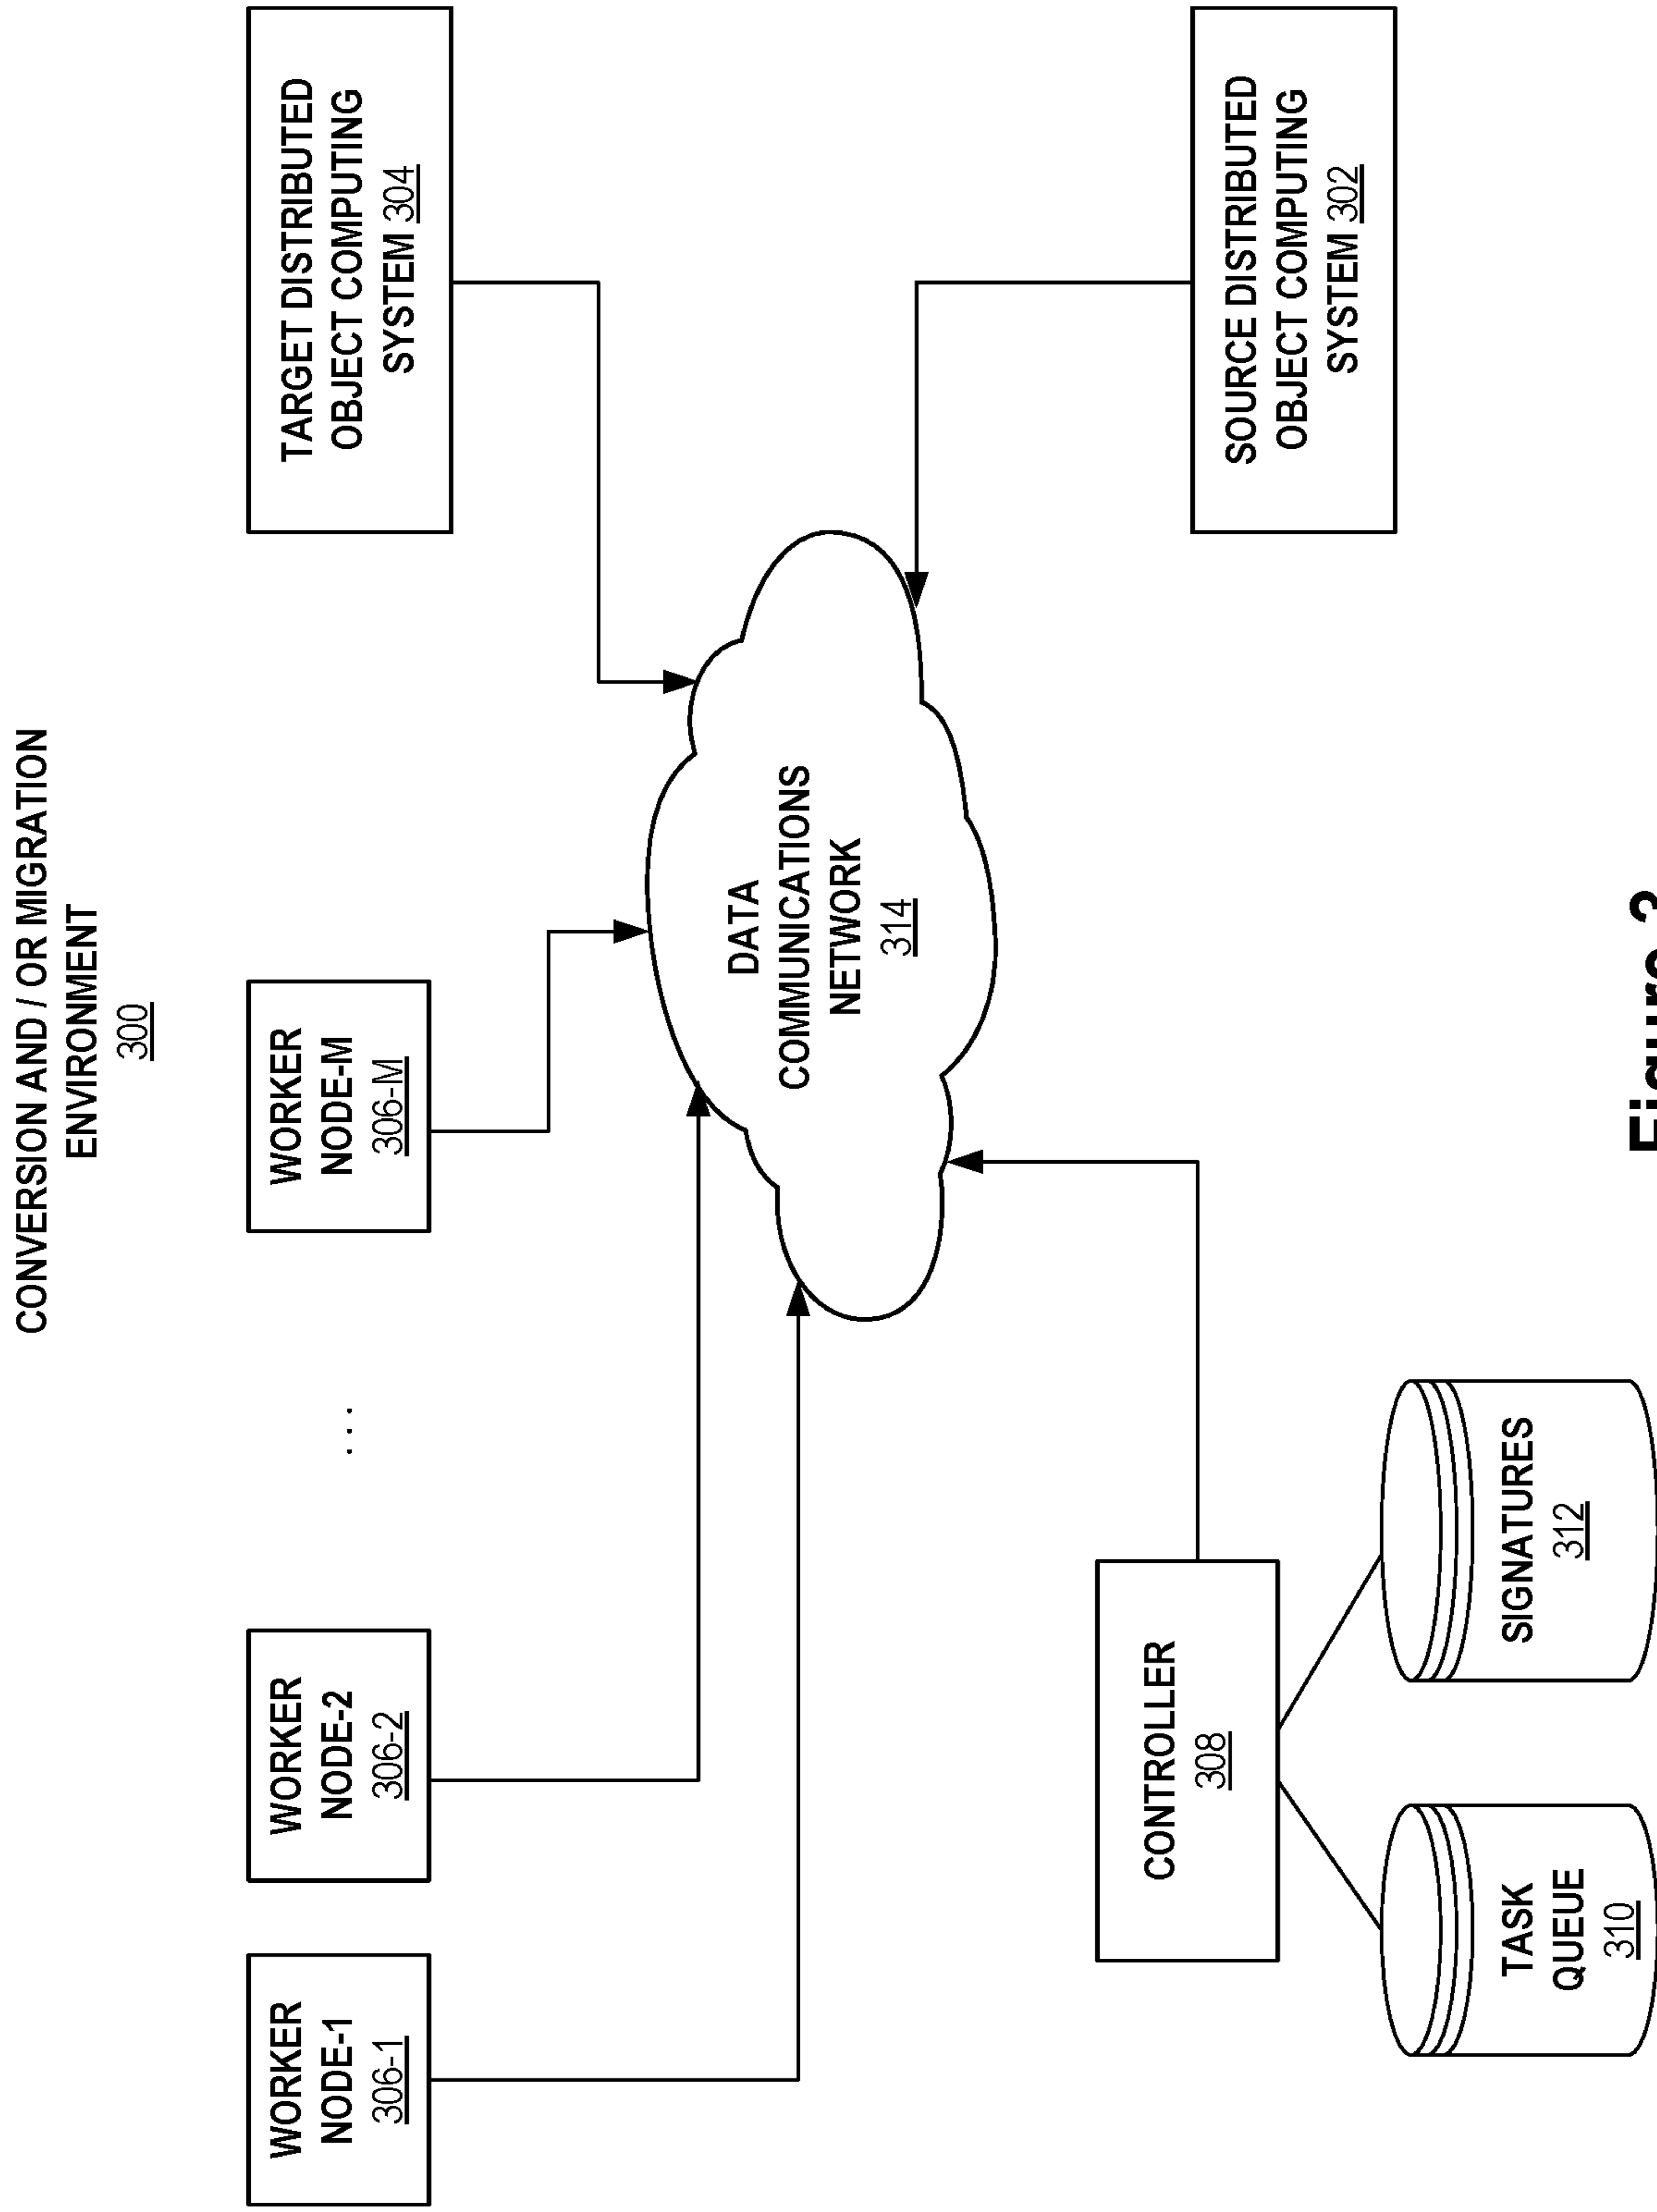 CONVERSION AND / OR MIGRATION
ENVIRONMENT
300
WORKER
NODE-1
306-1
WORKER
NODE-2
306-2
. . .
WORKER
NODE-M
306-M
TARGET DISTRIBUTED
OBJECT COMPUTING
SYSTEM 304
DATA
COMMUNICATIONS
NETWORK
314
CONTROLLER
308
SOURCE DISTRIBUTED
OBJECT COMPUTING
SYSTEM 302
TASK
QUEUE
310
SIGNATURES
312
Figure